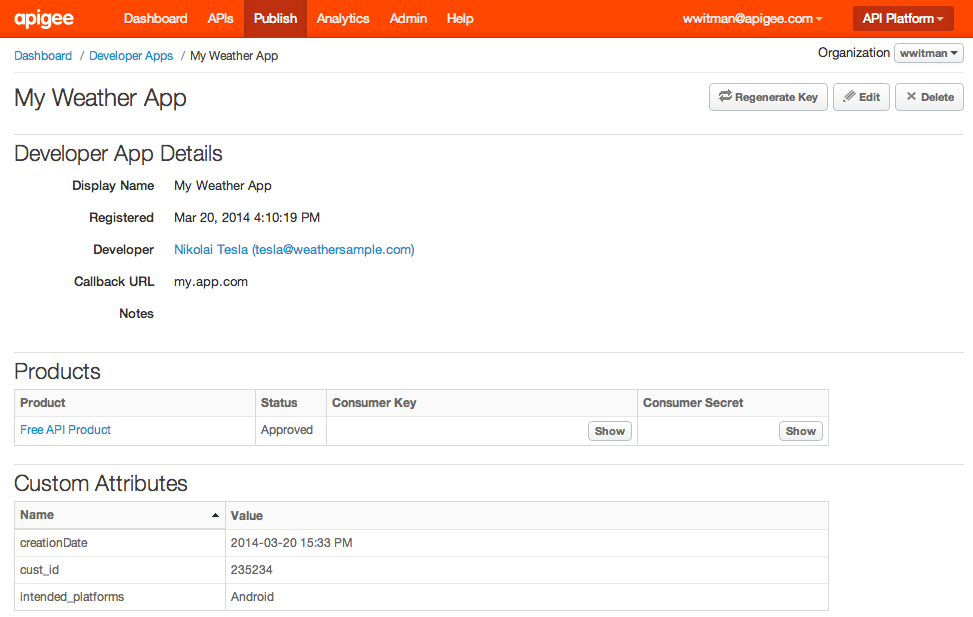 apigee Dashboard APIs Publish Analytics Admin Help wwitman@apigee.com API Platform
Dashboard / Developer Apps / My Weather App Organization wwitman
My Weather App Regenerate Key Edit Delete
Developer App Details
Display Name My Weather App
Registered Mar 20, 2014 4:10:19 PM
Developer Nikolai Tesla (tesla@weathersample.com)
Callback URL my.app.com
Notes
Products
Product Status Consumer Key Consumer Secret
Free API Product Approved Show Show
Custom Attributes
Name Value
creationDate 2014-03-20 15:33 PM
cust_id 235234
intended_platforms Android